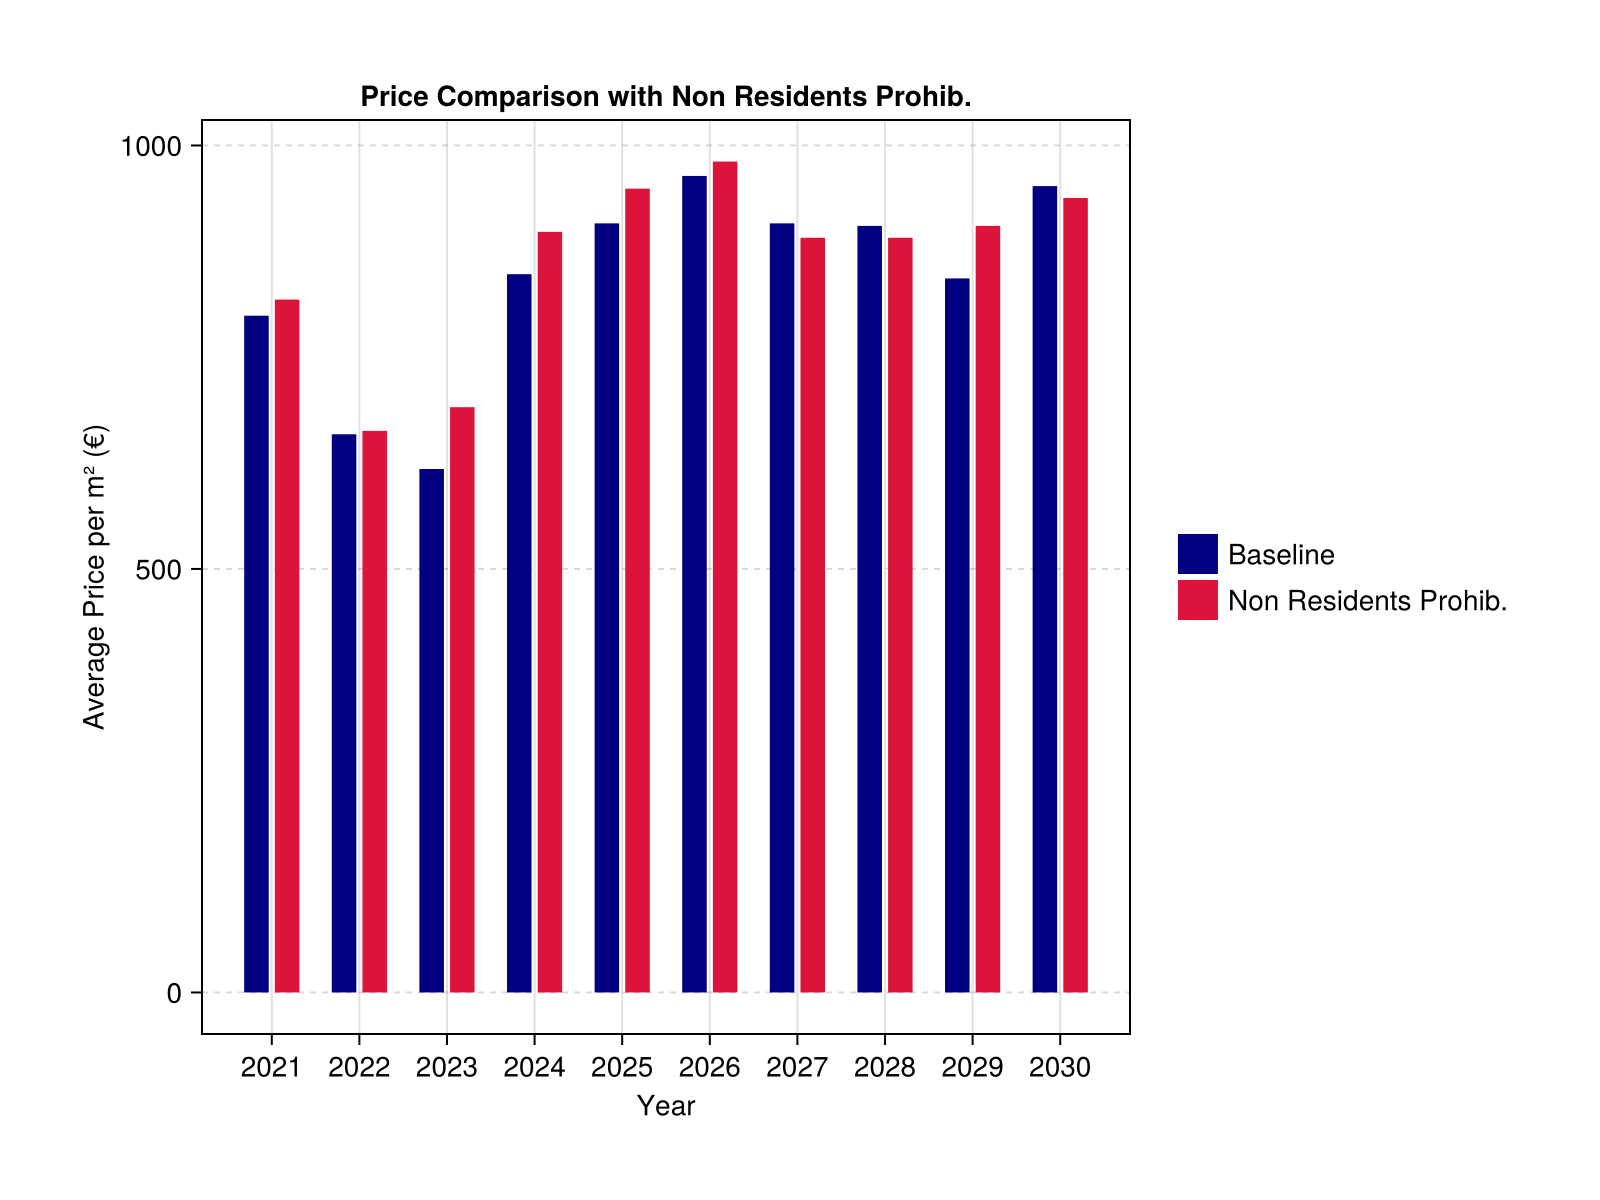 Price Comparison with Non Residents Prohib.
1000
500
0
Average Price per m² (€)
2021 2022 2023 2024 2025 2026 2027 2028 2029 2030
Year
Baseline
Non Residents Prohib.